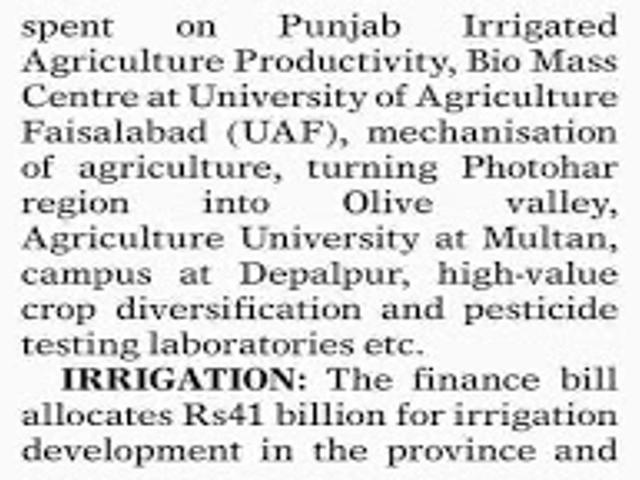 spent on Punjab Irrigated
Agriculture Productivity, Bio Mass
Centre at University of Agriculture
Faisalabad (UAF), mechanisation
of agriculture, turning Photohar
region into Olive valley,
Agriculture University at Multan,
campus at Depalpur, high-value
crop diversification and pesticide
testing laboratories etc.
IRRIGATION: The finance bill
allocates Rs41 billion for irrigation
development in the province and